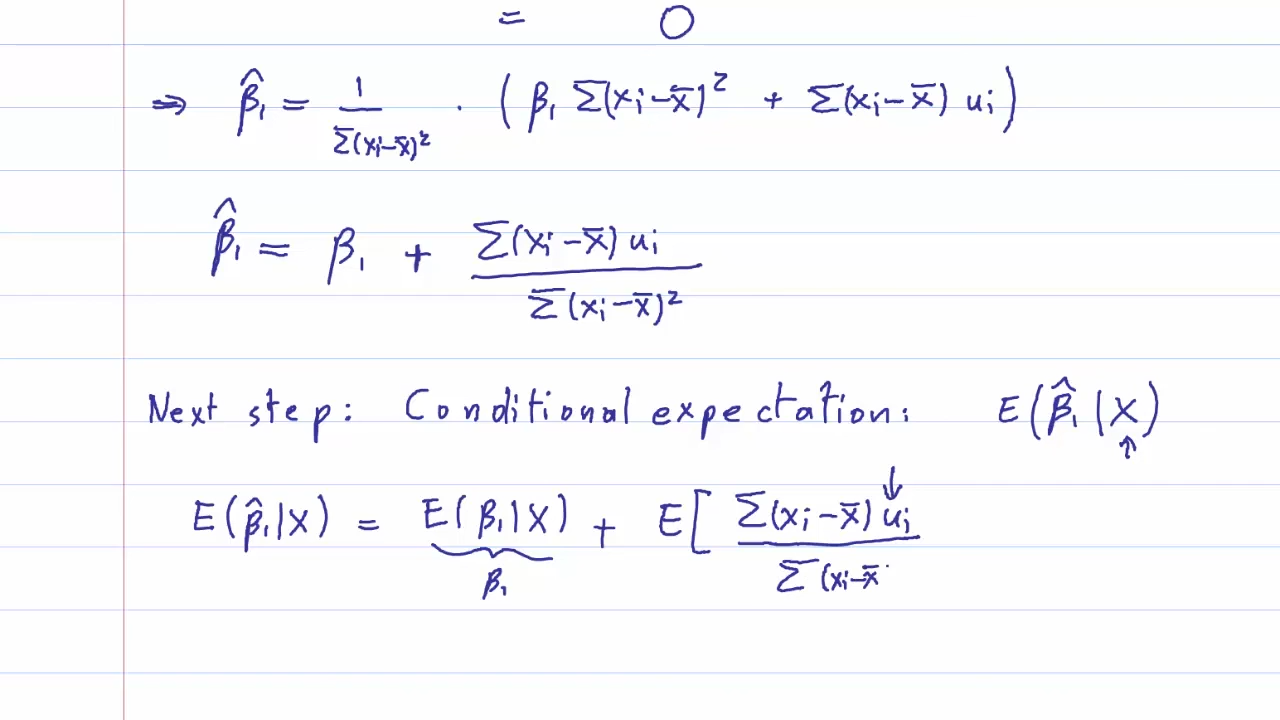 = 0
⇒ β̂₁ = 1/Σ(xᵢ−x̄)² · (β₁ Σ(xᵢ−x̄)² + Σ(xᵢ−x̄) uᵢ)
β̂₁ = β₁ + Σ(xᵢ−x̄) uᵢ / Σ(xᵢ−x̄)²
Next step: Conditional expectation: E(β̂₁ | X)
↑
E(β̂₁|X) = E(β₁|X) + E[ Σ(xᵢ−x̄) uᵢ / Σ(xᵢ−x̄
β₁